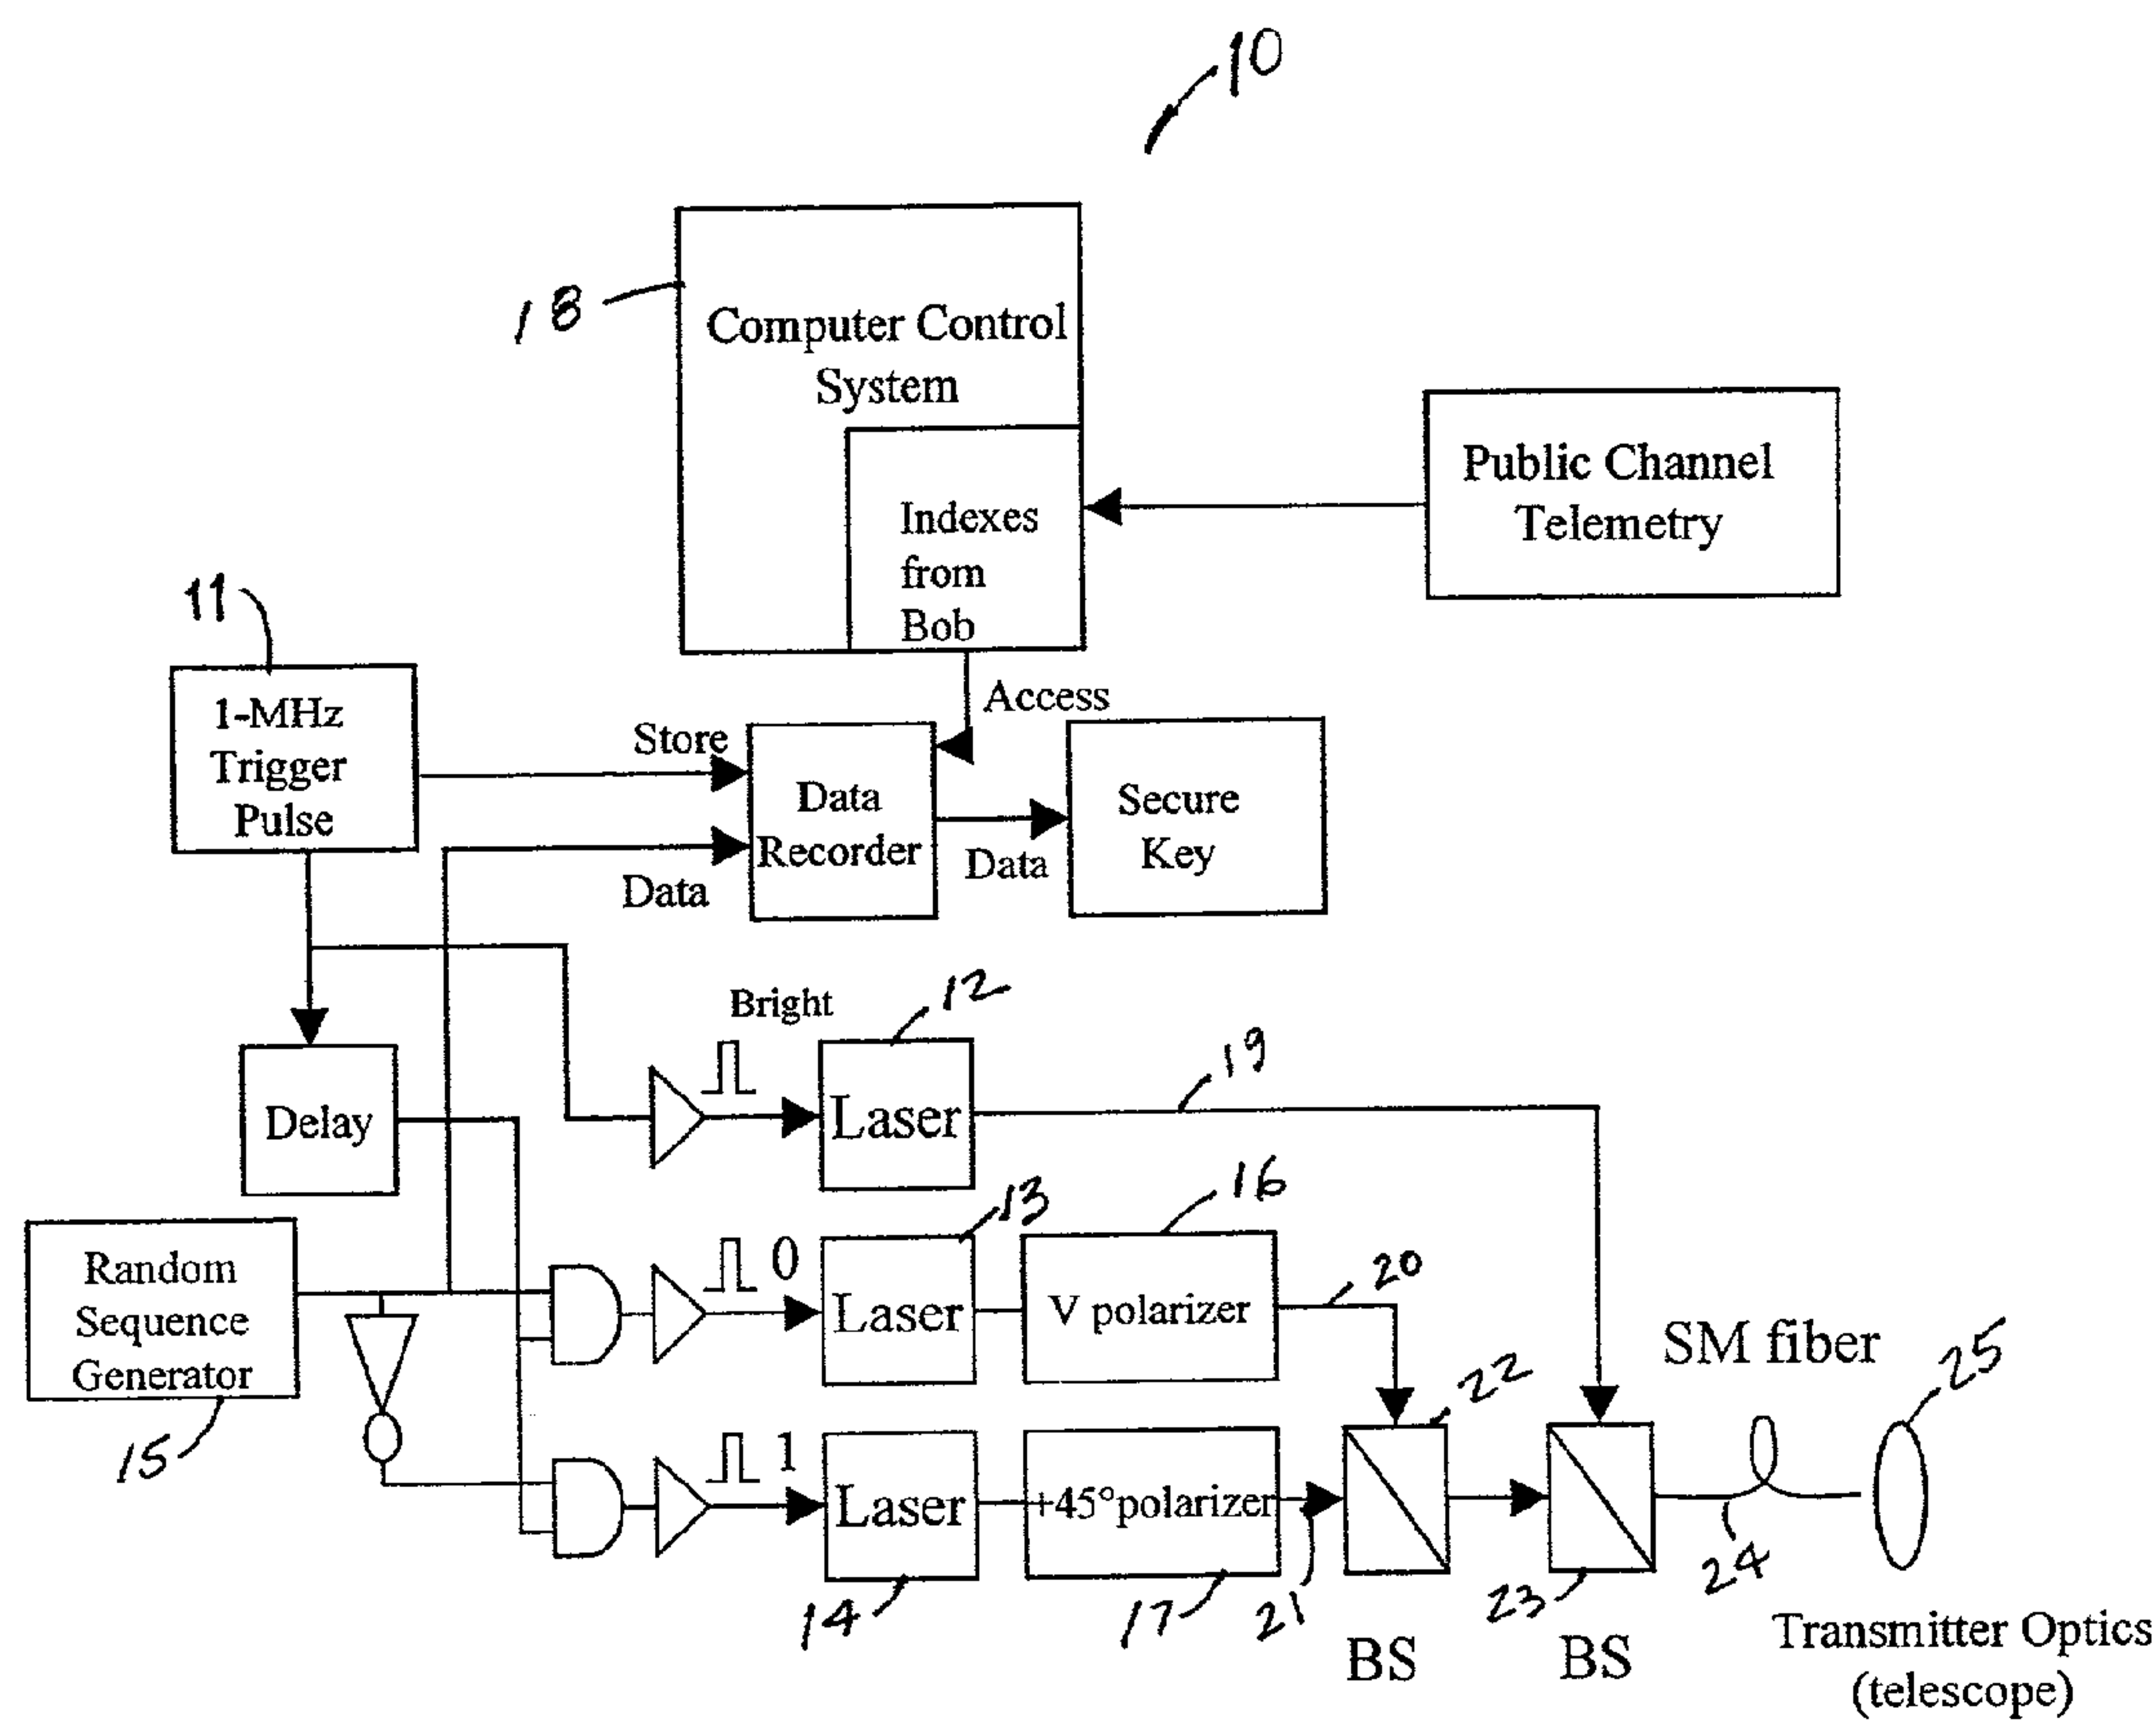 10
18
Computer Control
System
Public Channel
Telemetry
Indexes
from
Bob
11
1-MHz
Trigger
Pulse
Access
Store
Data
Recorder
Secure
Key
Data
Data
Bright
12
19
Delay
Laser
16
13
0
20
Random
Sequence
Generator
Laser
V polarizer
SM fiber
25
22
15
1
Laser
+45°polarizer
14
17
21
23
24
BS
BS
Transmitter Optics
(telescope)